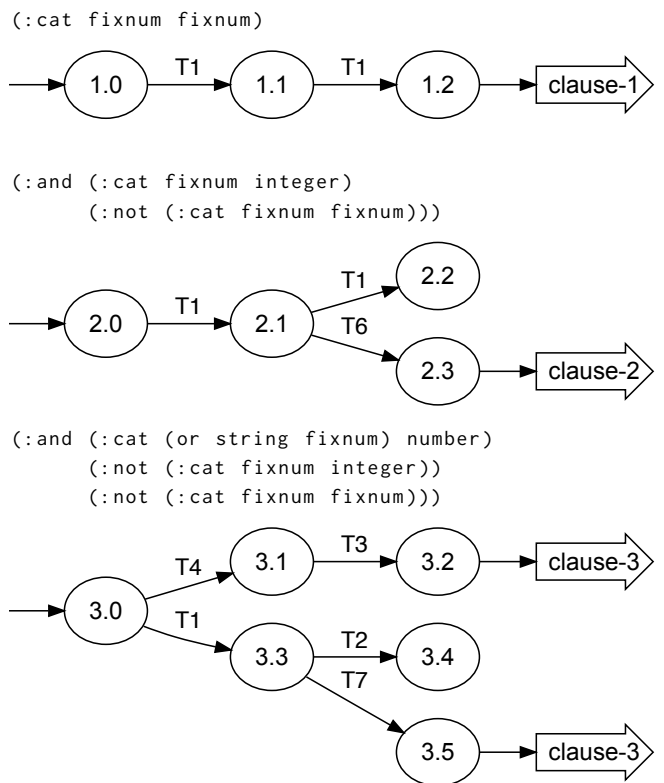 (:cat fixnum fixnum)
T1 T1
1.0 1.1 1.2 clause-1
(:and (:cat fixnum integer)
(:not (:cat fixnum fixnum)))
T1 2.2
T1
2.0 2.1
T6
2.3 clause-2
(:and (:cat (or string fixnum) number)
(:not (:cat fixnum integer))
(:not (:cat fixnum fixnum)))
T3
3.1 3.2 clause-3
T4
3.0
T1
T2
3.3 3.4
T7
3.5 clause-3